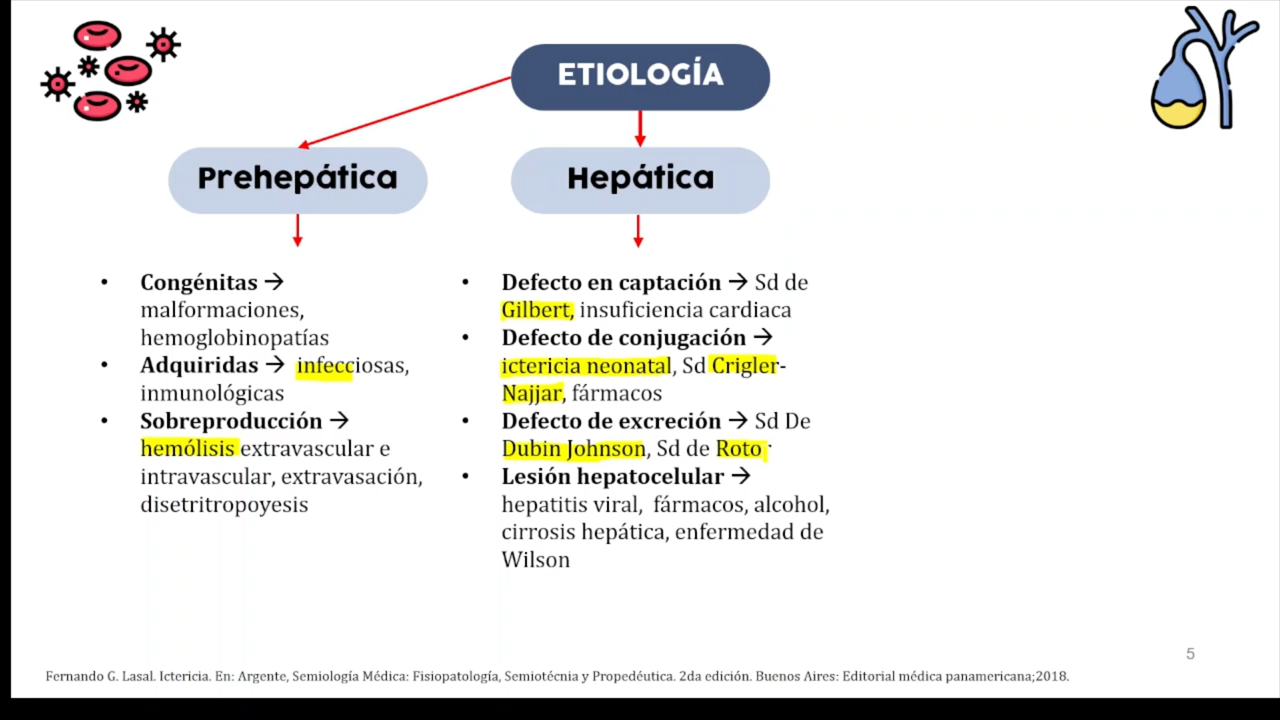 ETIOLOGÍA
Prehepática
Hepática
• Congénitas →
malformaciones,
hemoglobinopatías
• Adquiridas → infecciosas,
inmunológicas
• Sobreproducción →
hemólisis extravascular e
intravascular, extravasación,
disetritropoyesis
• Defecto en captación → Sd de
Gilbert, insuficiencia cardiaca
• Defecto de conjugación →
ictericia neonatal, Sd Crigler-
Najjar, fármacos
• Defecto de excreción → Sd De
Dubin Johnson, Sd de Roto
• Lesión hepatocelular →
hepatitis viral, fármacos, alcohol,
cirrosis hepática, enfermedad de
Wilson
5
Fernando G. Lasal. Ictericia. En: Argente, Semiología Médica: Fisiopatología, Semiotécnia y Propedéutica. 2da edición. Buenos Aires: Editorial médica panamericana;2018.